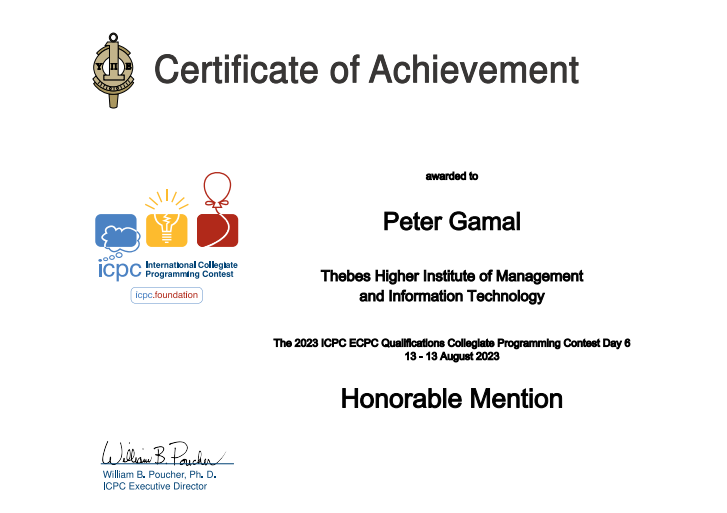 Certificate of Achievement
awarded to
Peter Gamal
Thebes Higher Institute of Management
and Information Technology
The 2023 ICPC ECPC Qualifications Collegiate Programming Contest Day 6
13 - 13 August 2023
Honorable Mention
icpc International Collegiate
Programming Contest
icpc.foundation
William B. Poucher
William B. Poucher, Ph. D.
ICPC Executive Director